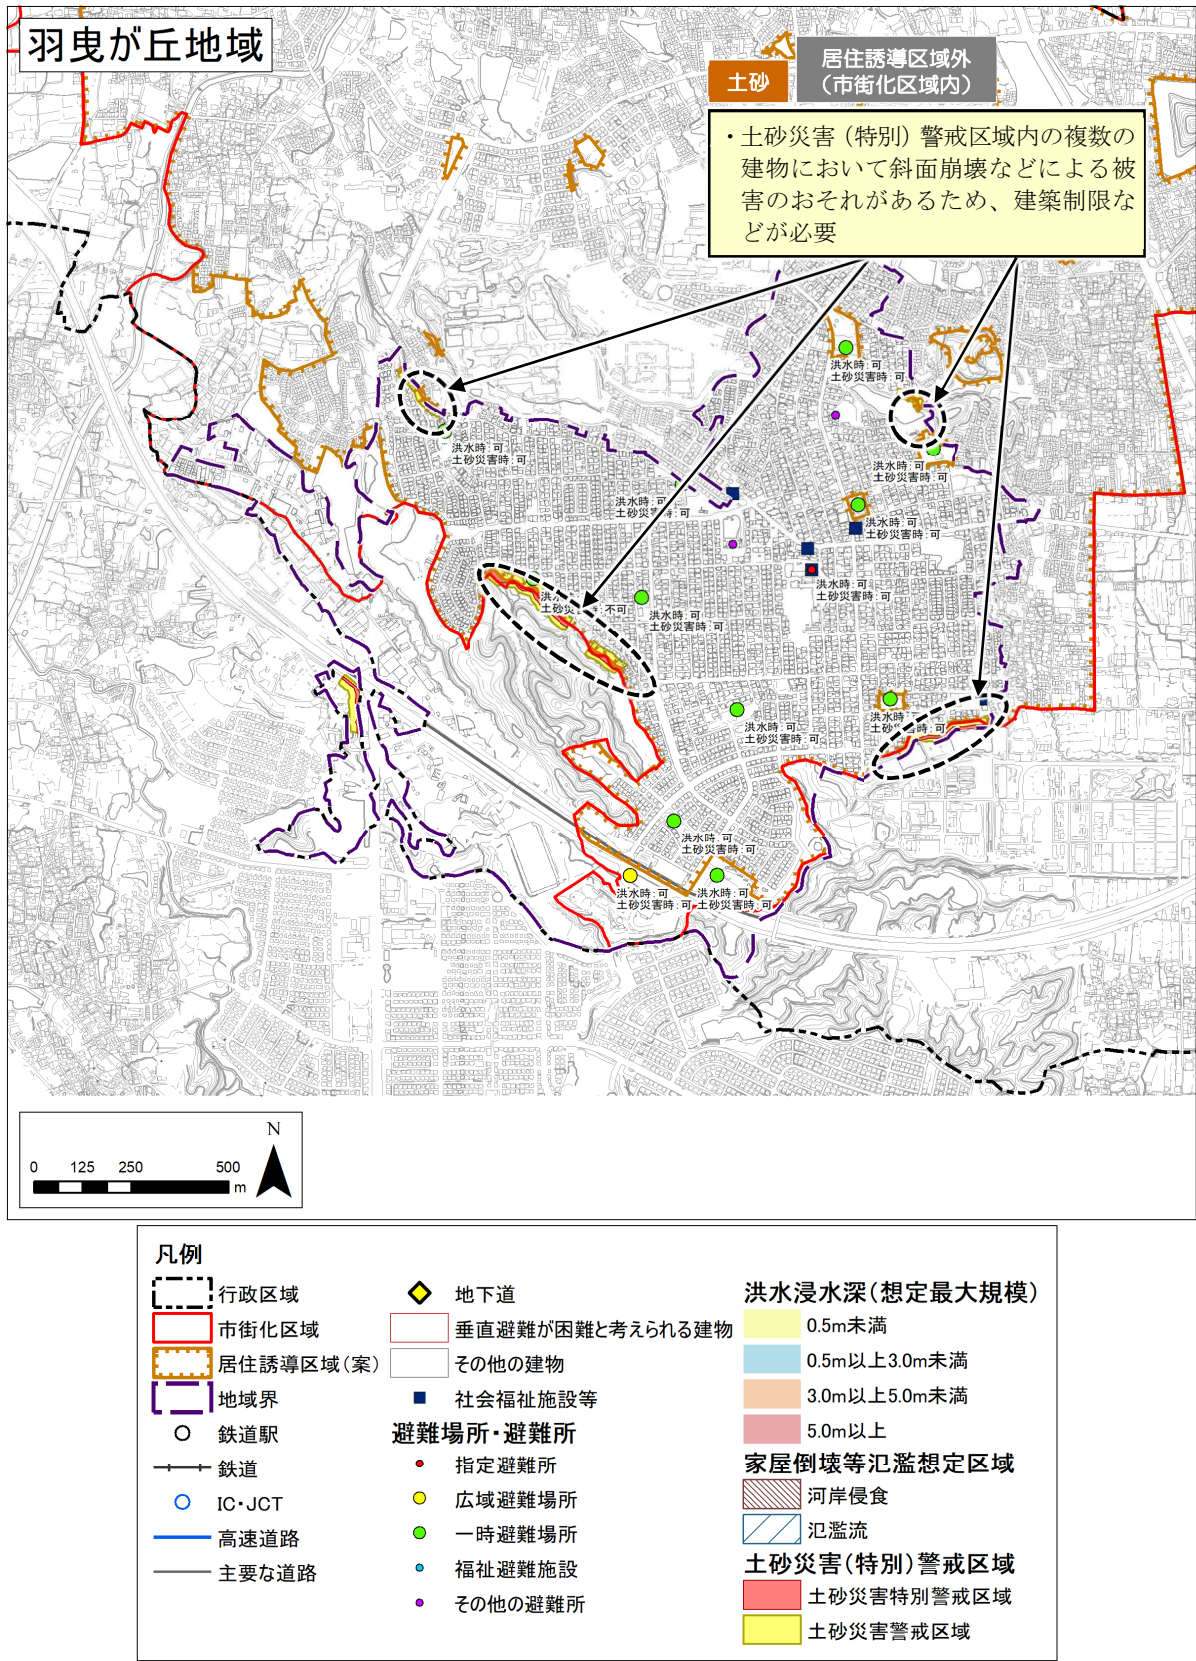 羽曳が丘地域
土砂
居住誘導区域外
（市街化区域内）
・土砂災害（特別）警戒区域内の複数の
建物において斜面崩壊などによる被
害のおそれがあるため、建築制限な
どが必要
洪水時:可
土砂災害時:可
洪水時:可
土砂災害時:可
洪水時:可
土砂災害時:可
洪水時:可
土砂災害時:可
洪水時:可
土砂災害時:可
洪水時:可
土砂災害時:可
洪水時:可
土砂災害時:可
不可
洪水時:可
土砂災害時:可
洪水時:可
土砂災害時:可
洪水時:可
土砂災害時:可
洪水時:可
土砂災害時:可
洪水時:可
土砂災害時:可
N
0 125 250 500
m
凡例
行政区域
市街化区域
居住誘導区域(案)
地域界
鉄道駅
鉄道
IC・JCT
高速道路
主要な道路
地下道
垂直避難が困難と考えられる建物
その他の建物
社会福祉施設等
避難場所・避難所
指定避難所
広域避難場所
一時避難場所
福祉避難施設
その他の避難所
洪水浸水深(想定最大規模)
0.5m未満
0.5m以上3.0m未満
3.0m以上5.0m未満
5.0m以上
家屋倒壊等氾濫想定区域
河岸侵食
氾濫流
土砂災害(特別)警戒区域
土砂災害特別警戒区域
土砂災害警戒区域